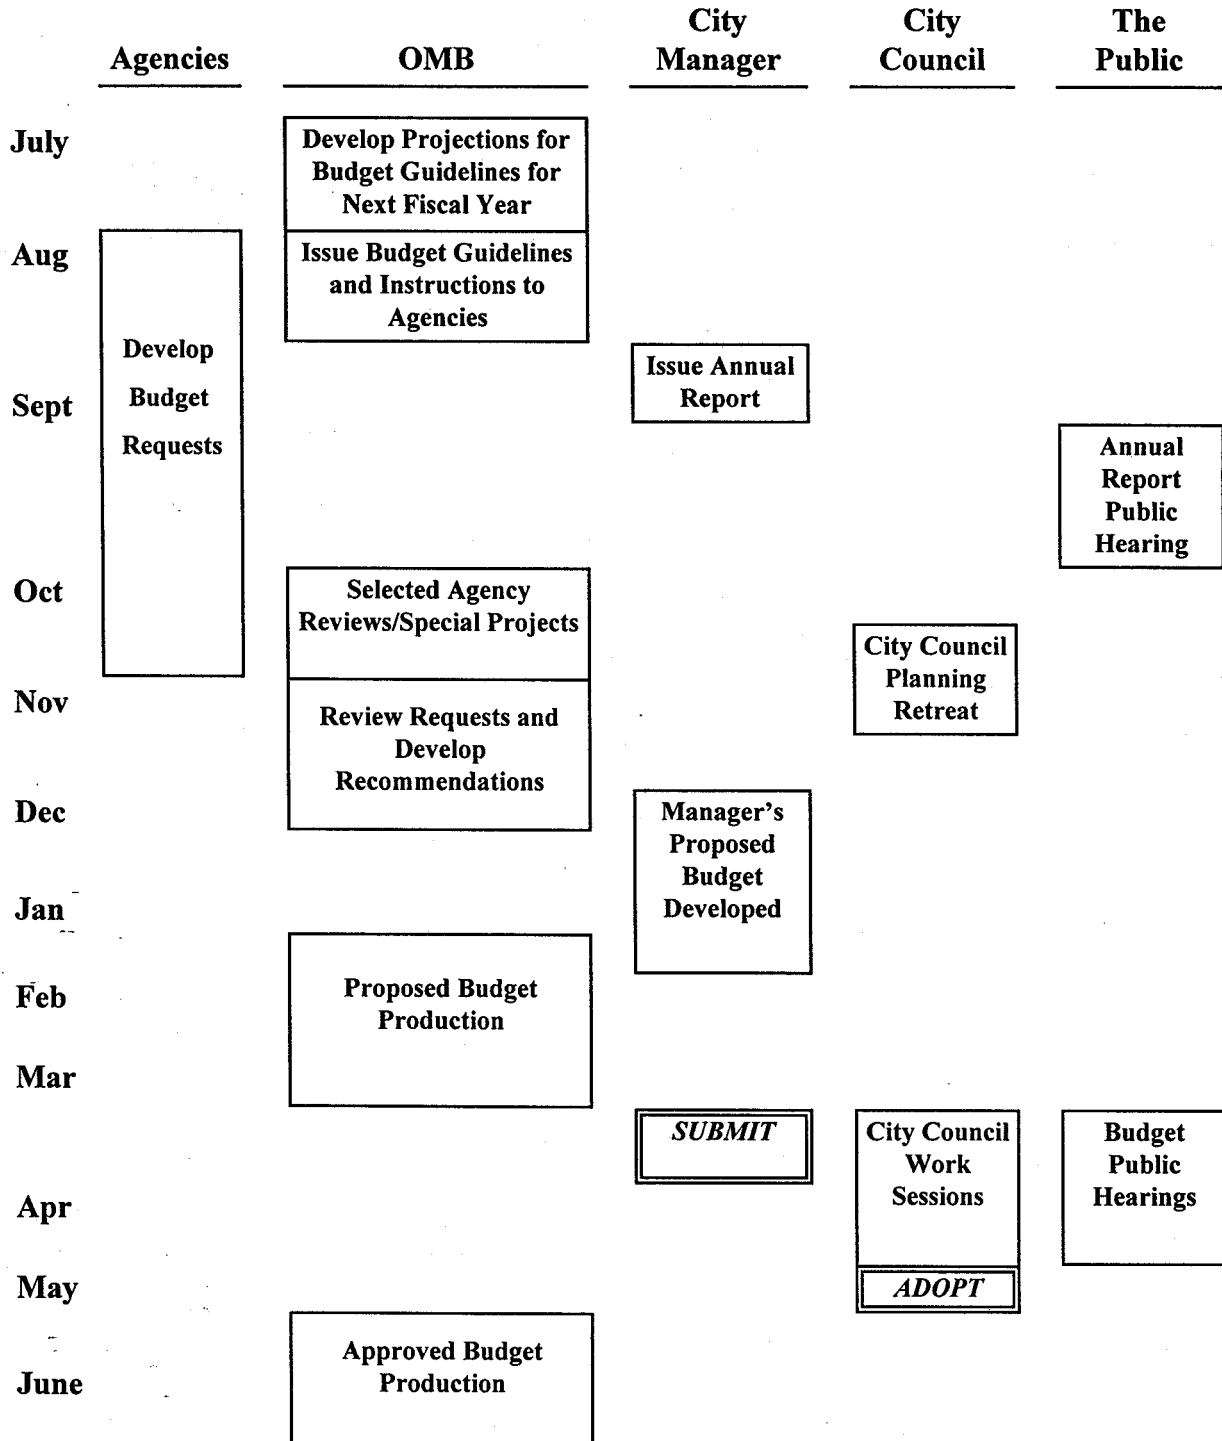 City
City
The
Agencies
OMB
Manager
Council
Public
July
Develop Projections for
Budget Guidelines for
Next Fiscal Year
Aug
Issue Budget Guidelines
and Instructions to
Agencies
Develop
Budget
Requests
Issue Annual
Report
Sept
Annual
Report
Public
Hearing
Oct
Selected Agency
Reviews/Special Projects
City Council
Planning
Retreat
Nov
Review Requests and
Develop
Recommendations
Dec
Manager's
Proposed
Budget
Developed
Jan
Feb
Proposed Budget
Production
Mar
SUBMIT
City Council
Work
Sessions
Budget
Public
Hearings
Apr
May
ADOPT
Approved Budget
Production
June